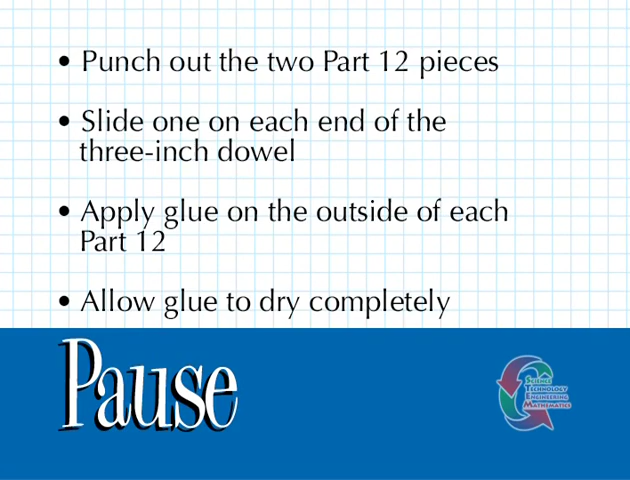 • Punch out the two Part 12 pieces
• Slide one on each end of the
three-inch dowel
• Apply glue on the outside of each
Part 12
• Allow glue to dry completely
Pause
Science
Technology
Engineering
Mathematics